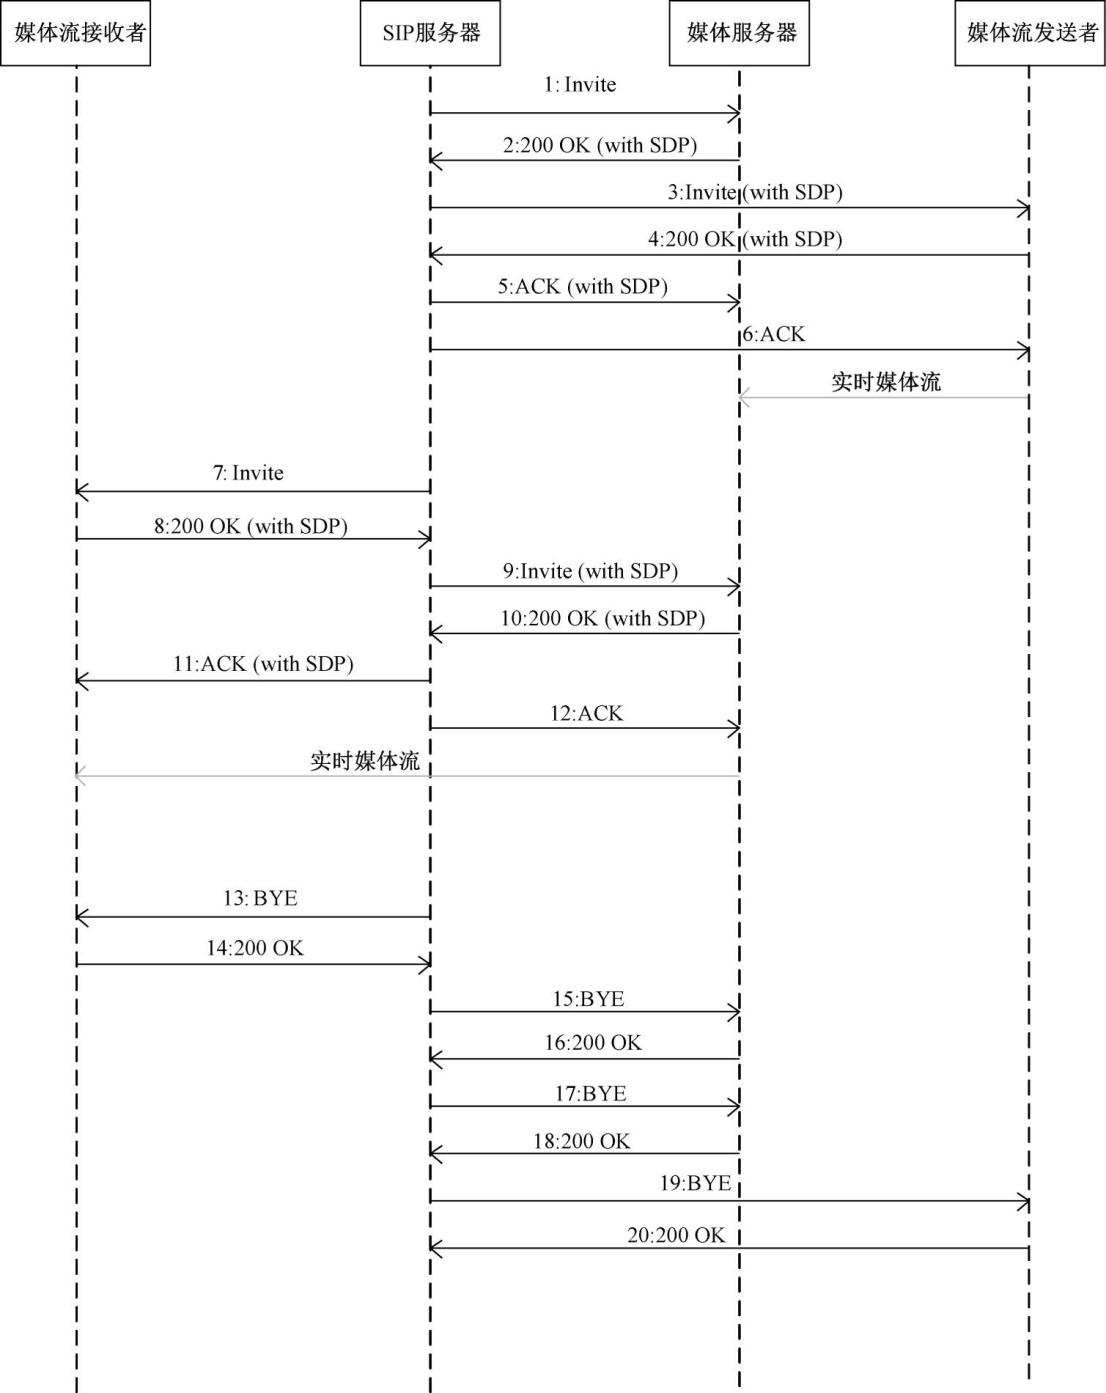 媒体流接收者
SIP服务器
媒体服务器
媒体流发送者
1: Invite
2:200 OK (with SDP)
3:Invite (with SDP)
4:200 OK (with SDP)
5:ACK (with SDP)
6:ACK
实时媒体流
7: Invite
8:200 OK (with SDP)
9:Invite (with SDP)
10:200 OK (with SDP)
11:ACK (with SDP)
12:ACK
实时媒体流
13: BYE
14:200 OK
15:BYE
16:200 OK
17:BYE
18:200 OK
19:BYE
20:200 OK